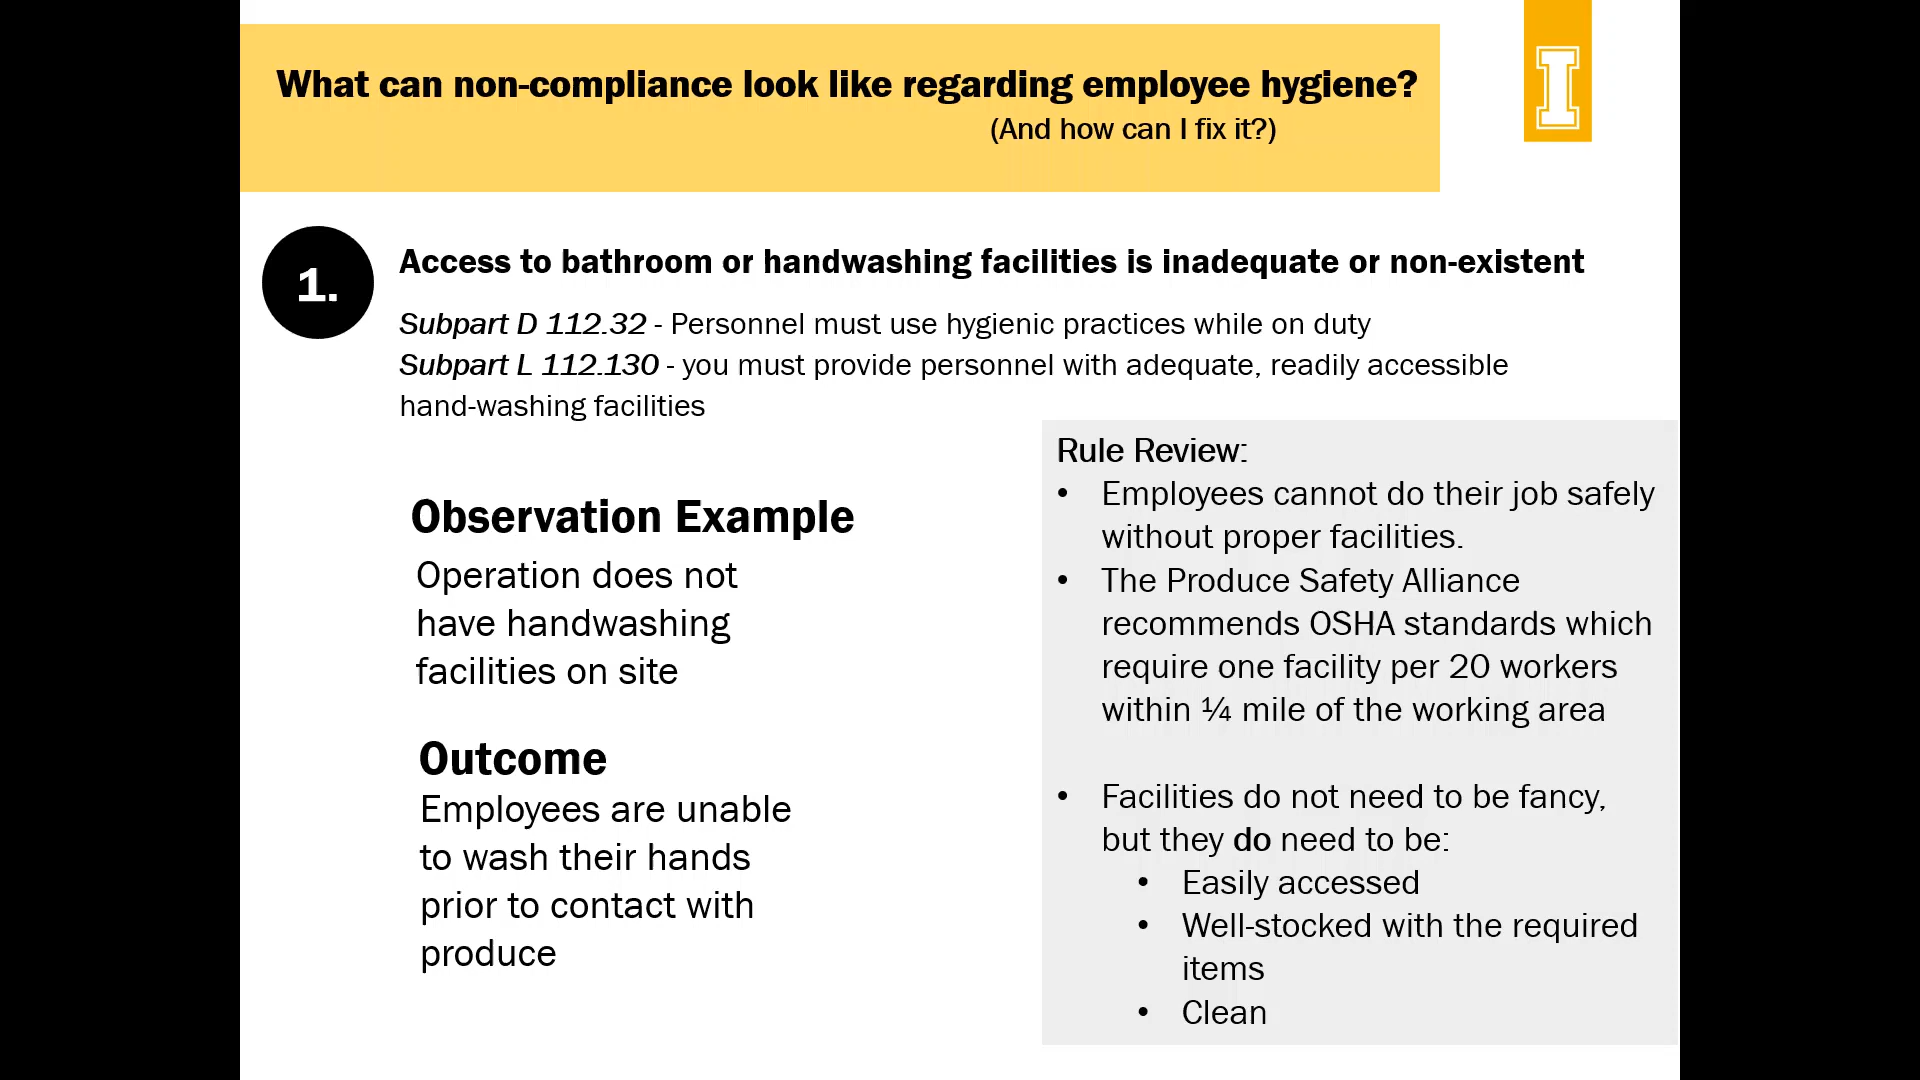 What can non-compliance look like regarding employee hygiene?
(And how can I fix it?)
I
1.
Access to bathroom or handwashing facilities is inadequate or non-existent
Subpart D 112.32 - Personnel must use hygienic practices while on duty
Subpart L 112.130 - you must provide personnel with adequate, readily accessible
hand-washing facilities
Observation Example
Operation does not
have handwashing
facilities on site
Outcome
Employees are unable
to wash their hands
prior to contact with
produce
Rule Review:
• Employees cannot do their job safely
without proper facilities.
• The Produce Safety Alliance
recommends OSHA standards which
require one facility per 20 workers
within ¼ mile of the working area
• Facilities do not need to be fancy,
but they do need to be:
• Easily accessed
• Well-stocked with the required
items
• Clean